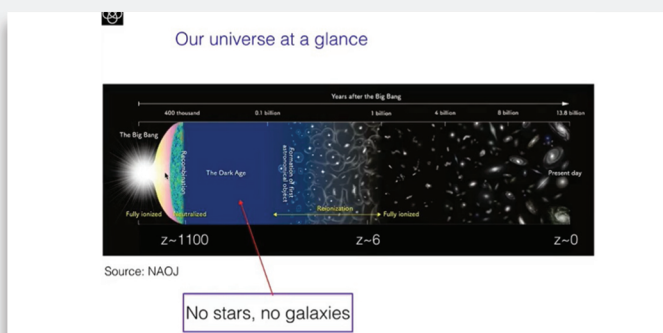 Our universe at a glance
Years after the Big Bang
400 thousand 0.1 billion 1 billion 4 billion 8 billion 13.8 billion
The Big Bang
Recombination
The Dark Age
Formation of first
astronomical object
Present day
Fully ionized Neutralized Reionization Fully ionized
z~1100 z~6 z~0
Source: NAOJ
No stars, no galaxies